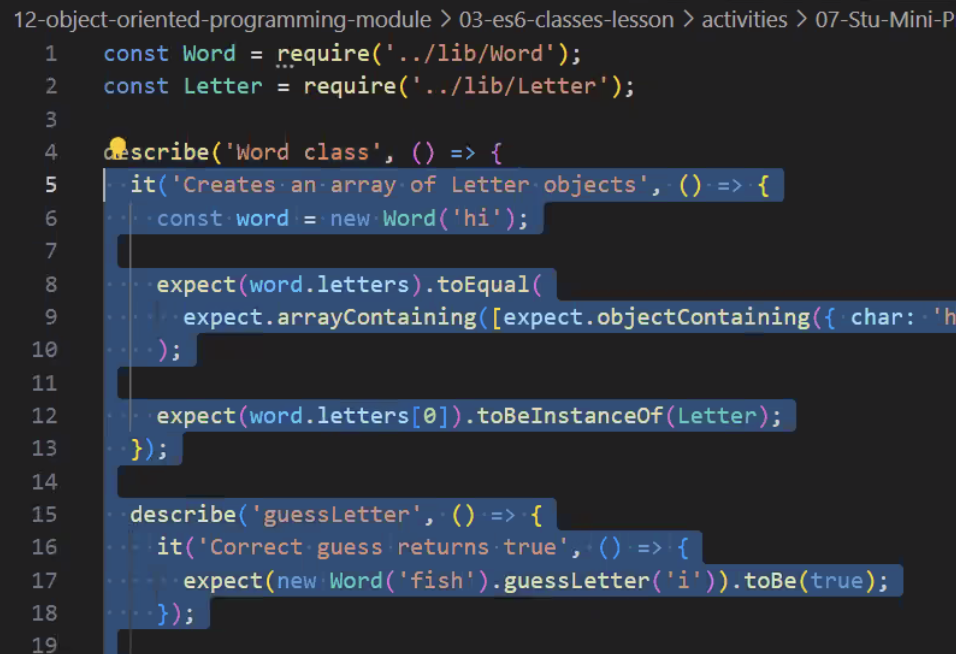 12-object-oriented-programming-module > 03-es6-classes-lesson > activities > 07-Stu-Mini-P
1 const Word = require('../lib/Word');
2 const Letter = require('../lib/Letter');
3
4 describe('Word class', () => {
5 it('Creates an array of Letter objects', () => {
6 const word = new Word('hi');
7
8 expect(word.letters).toEqual(
9 expect.arrayContaining([expect.objectContaining({ char: 'h
10 );
11
12 expect(word.letters[0]).toBeInstanceOf(Letter);
13 });
14
15 describe('guessLetter', () => {
16 it('Correct guess returns true', () => {
17 expect(new Word('fish').guessLetter('i')).toBe(true);
18 });
19